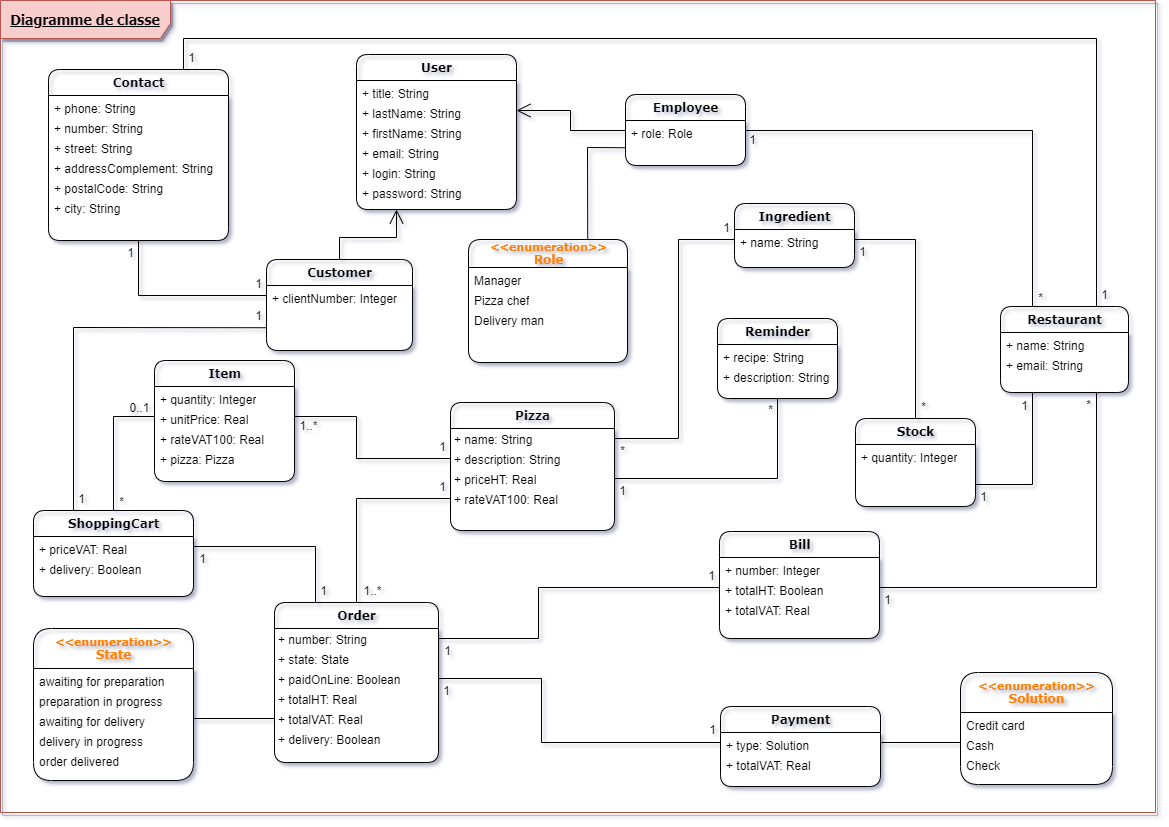 Diagramme de classe
1
Contact
+ phone: String
+ number: String
+ street: String
+ addressComplement: String
+ postalCode: String
+ city: String
1
User
+ title: String
+ lastName: String
+ firstName: String
+ email: String
+ login: String
+ password: String
Employee
+ role: Role
1
<<enumeration>>
Role
Manager
Pizza chef
Delivery man
1
Ingredient
+ name: String
1
1
Customer
+ clientNumber: Integer
1
*
1
Restaurant
+ name: String
+ email: String
1
*
Reminder
+ recipe: String
+ description: String
*
Item
+ quantity: Integer
+ unitPrice: Real
+ rateVAT100: Real
+ pizza: Pizza
0..1
1..*
1
Pizza
+ name: String
+ description: String
+ priceHT: Real
+ rateVAT100: Real
*
1
1
*
Stock
+ quantity: Integer
1
1
*
ShoppingCart
+ priceVAT: Real
+ delivery: Boolean
1
1
1..*
Order
+ number: String
+ state: State
+ paidOnLine: Boolean
+ totalHT: Real
+ totalVAT: Real
+ delivery: Boolean
1
1
1
Bill
+ number: Integer
+ totalHT: Boolean
+ totalVAT: Real
1
<<enumeration>>
State
awaiting for preparation
preparation in progress
awaiting for delivery
delivery in progress
order delivered
1
Payment
+ type: Solution
+ totalVAT: Real
<<enumeration>>
Solution
Credit card
Cash
Check